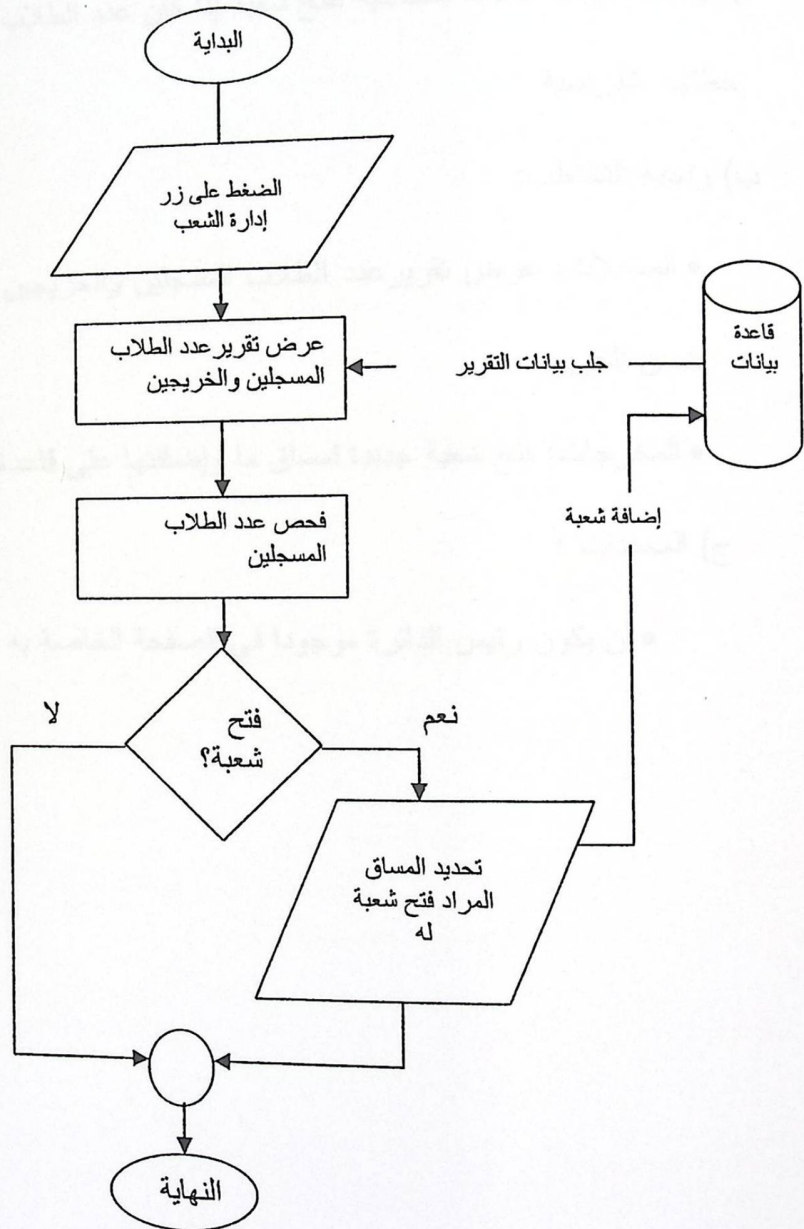 البداية
الضغط على زر
إدارة الشعب
عرض تقرير عدد الطلاب
المسجلين والخريجين
جلب بيانات التقرير
قاعدة
بيانات
فحص عدد الطلاب
المسجلين
إضافة شعبة
فتح
شعبة؟
لا
نعم
تحديد المساق
المراد فتح شعبة
له
النهاية